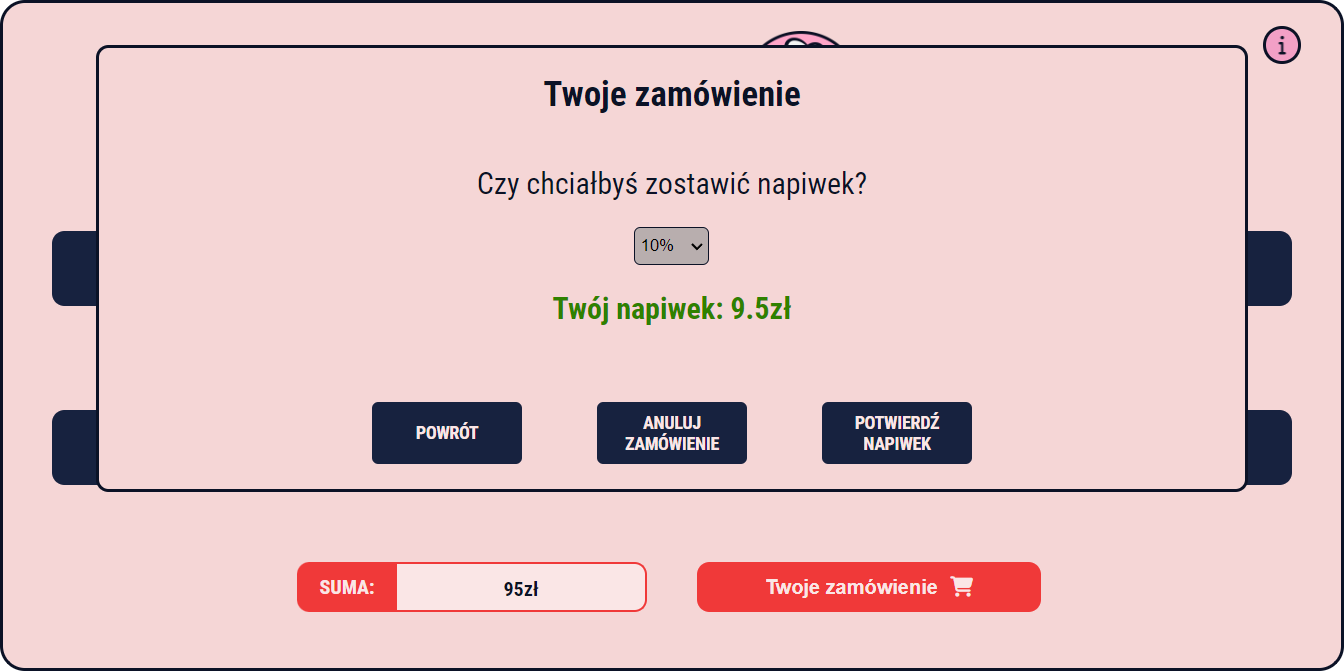 i
Twoje zamówienie
Czy chciałbyś zostawić napiwek?
10%
Twój napiwek: 9.5zł
POWRÓT
ANULUJ
ZAMÓWIENIE
POTWIERDŹ
NAPIWEK
SUMA:
95zł
Twoje zamówienie